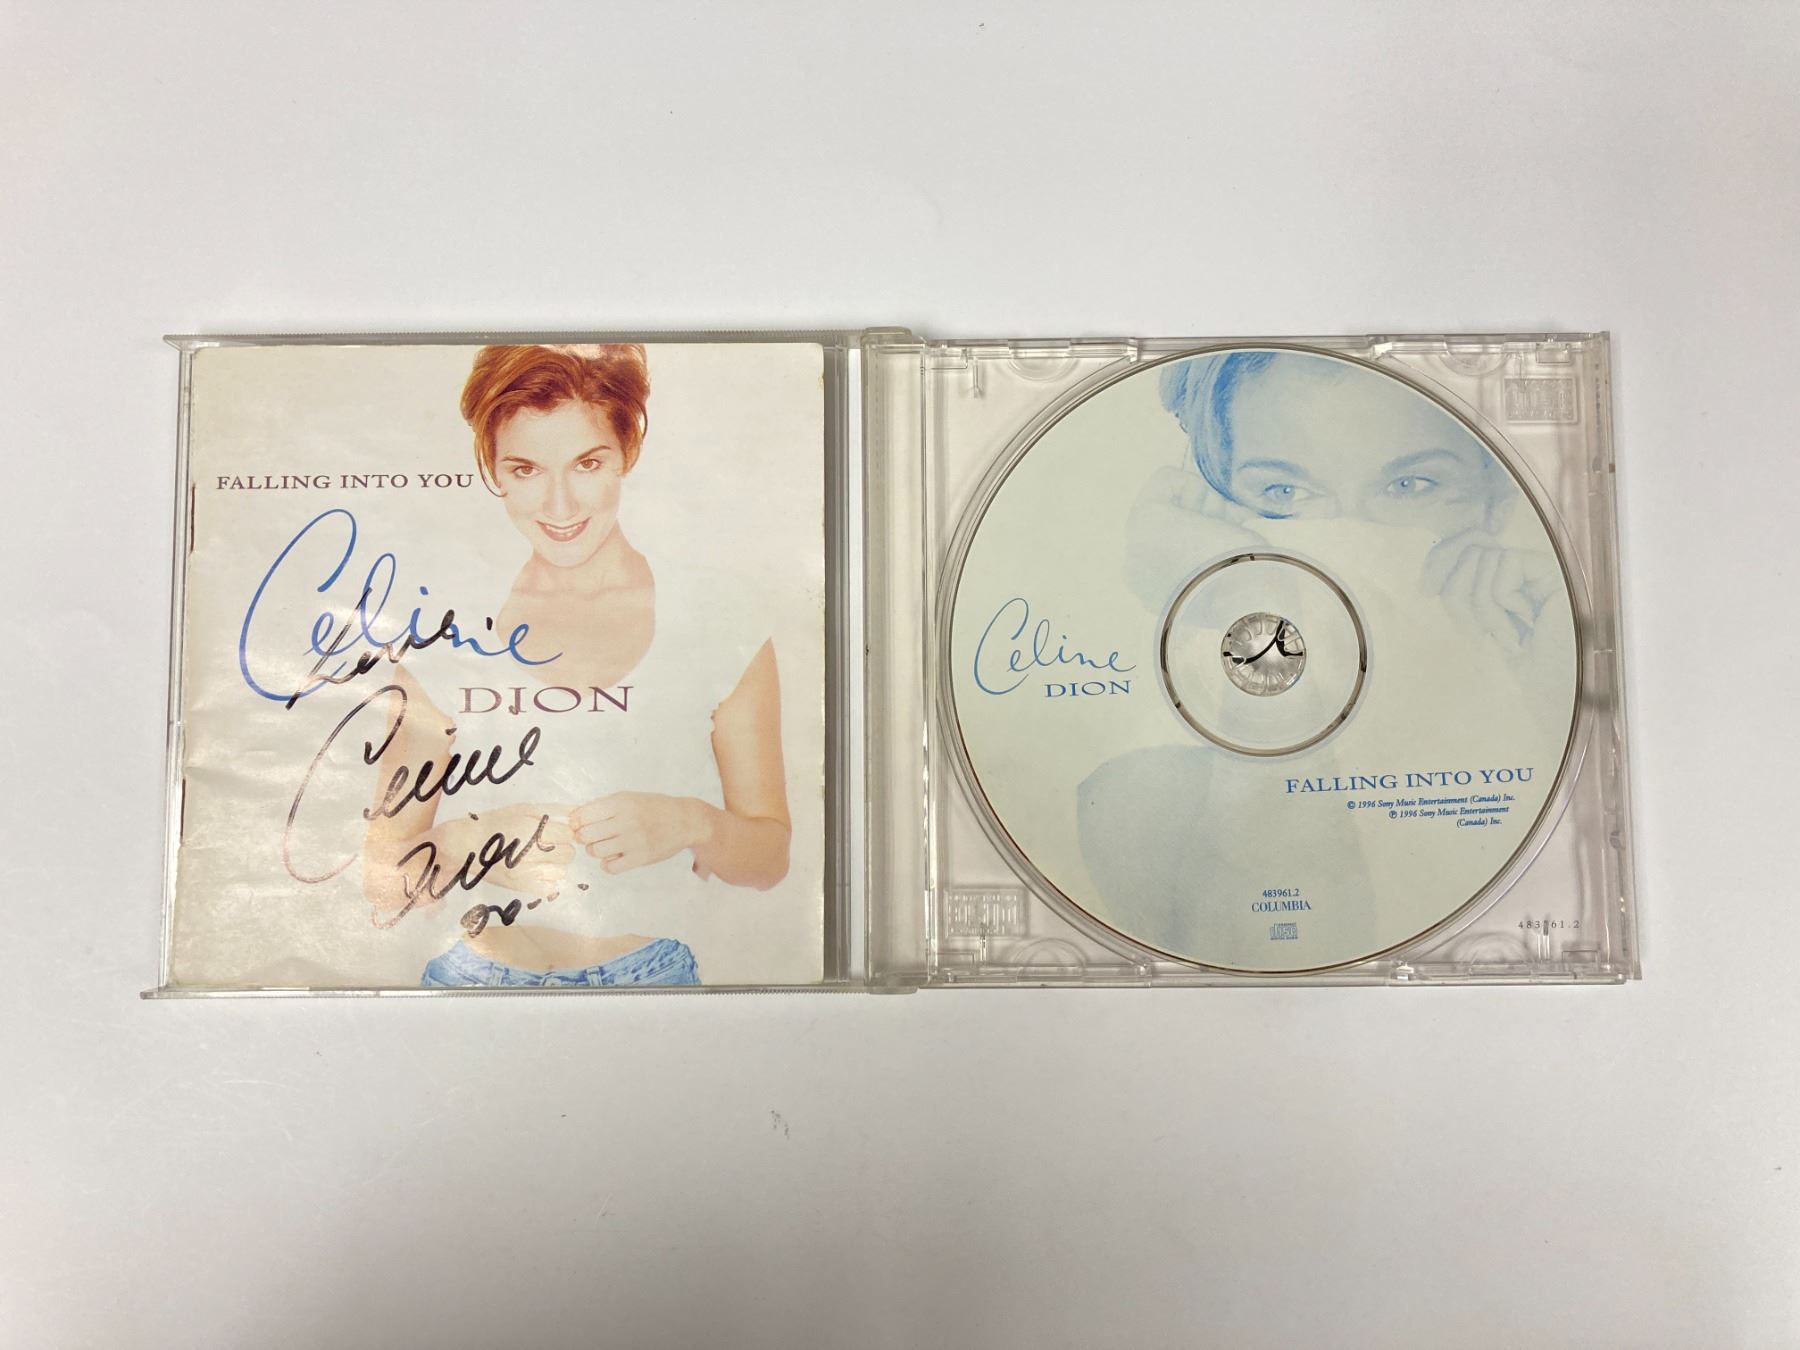 FALLING INTO YOU
Celine
DION
Love
Celine
Dion
Celine
DION
FALLING INTO YOU
© 1996 Sony Music Entertainment (Canada) Inc.
℗ 1996 Sony Music Entertainment
(Canada) Inc.
483961.2
COLUMBIA